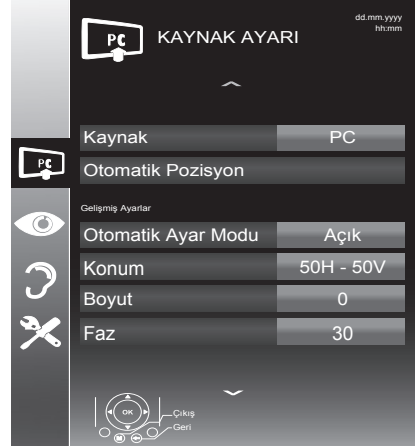 PC KAYNAK AYARI
dd.mm.yyyy
hh:mm
Kaynak PC
PC
Otomatik Pozisyon
Gelişmiş Ayarlar
Otomatik Ayar Modu Açık
Konum 50H - 50V
Boyut 0
Faz 30
OK
Çıkış
M
Geri